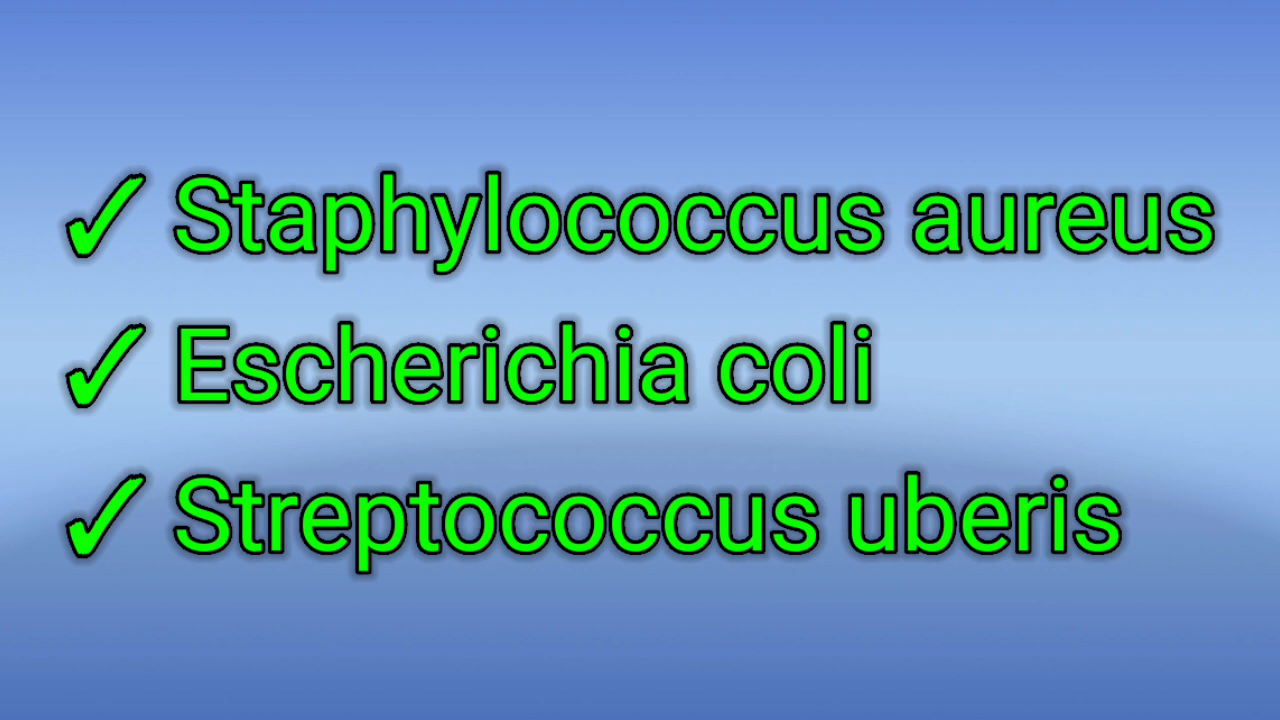 ✓ Staphylococcus aureus
✓ Escherichia coli
✓ Streptococcus uberis